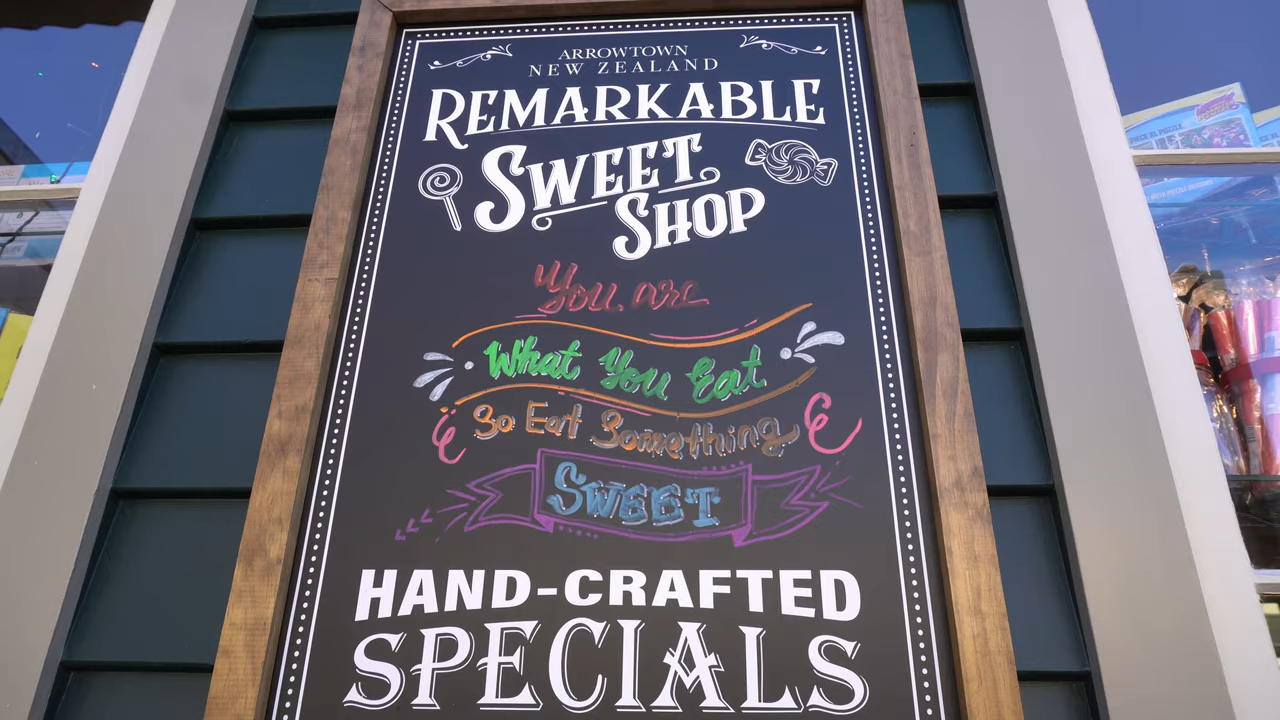 ARROWTOWN
NEW ZEALAND
REMARKABLE
SWEET
SHOP
You are
What You Eat
So Eat Something
SWEET
HAND-CRAFTED
SPECIALS